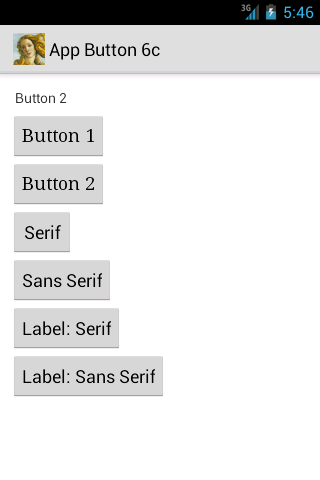 3G 5:46
App Button 6c
Button 2
Button 1
Button 2
Serif
Sans Serif
Label: Serif
Label: Sans Serif